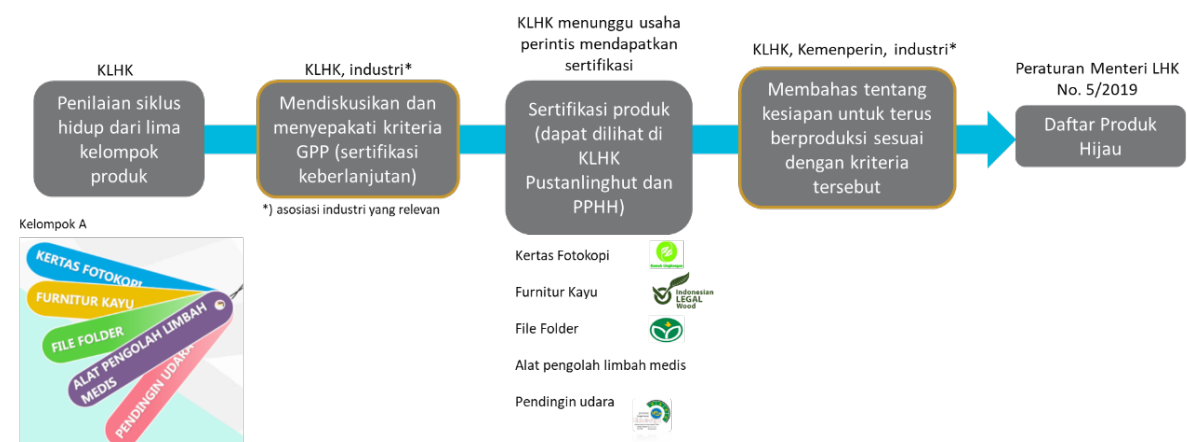 KLHK
Penilaian siklus
hidup dari lima
kelompok
produk
KLHK, industri*
Mendiskusikan dan
menyepakati kriteria
GPP (sertifikasi
keberlanjutan)
*) asosiasi industri yang relevan
KLHK menunggu usaha
perintis mendapatkan
sertifikasi
Sertifikasi produk
(dapat dilihat di
KLHK
Pustanlinghut dan
PPHH)
KLHK, Kemenperin, industri*
Membahas tentang
kesiapan untuk terus
berproduksi sesuai
dengan kriteria
tersebut
Peraturan Menteri LHK
No. 5/2019
Daftar Produk
Hijau
Kelompok A
KERTAS FOTOKOPI
FURNITUR KAYU
FILE FOLDER
ALAT PENGOLAH LIMBAH
MEDIS
PENDINGIN UDARA
Kertas Fotokopi
Furnitur Kayu
Indonesian
LEGAL
Wood
File Folder
Alat pengolah limbah medis
Pendingin udara